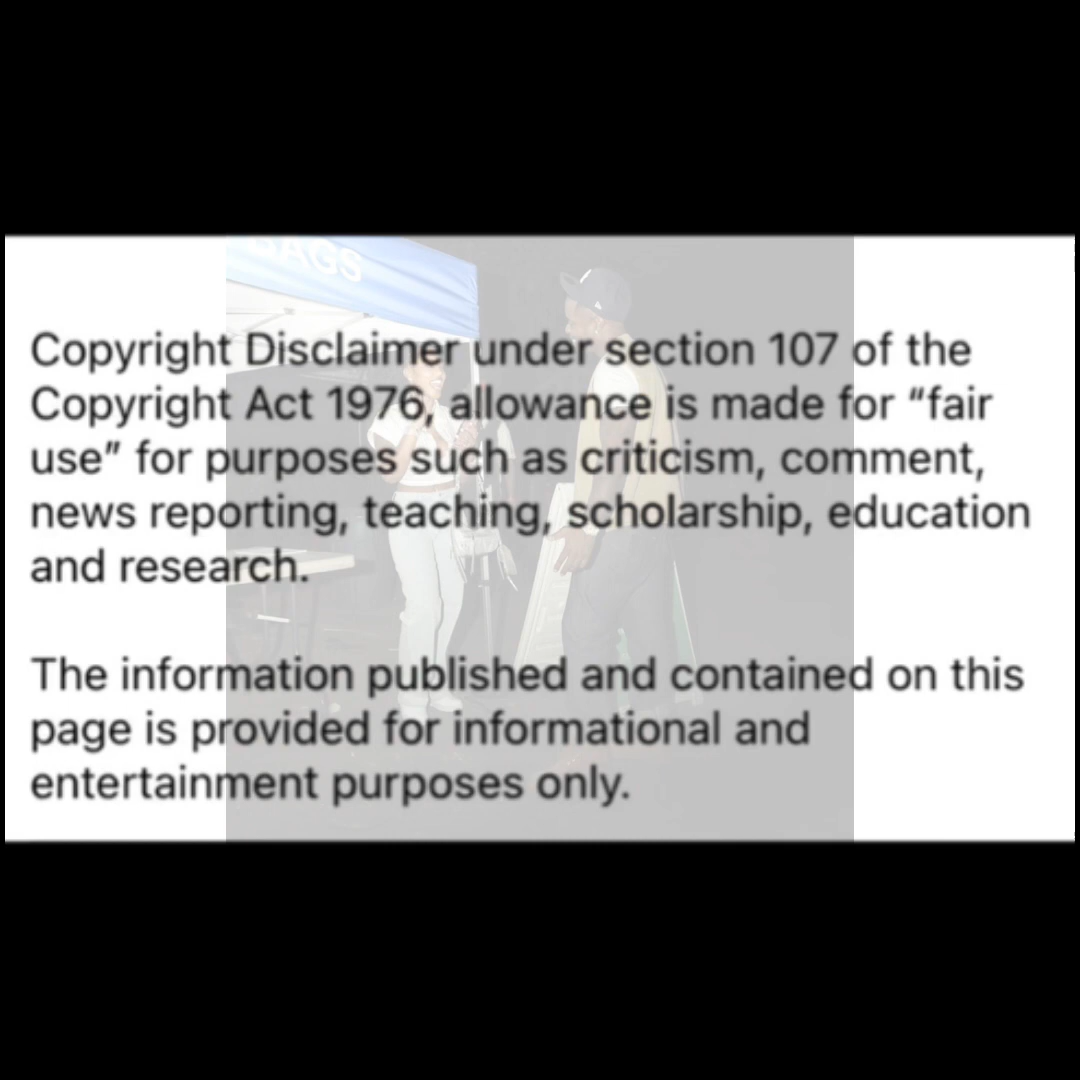 BAGS
Copyright Disclaimer under section 107 of the
Copyright Act 1976, allowance is made for “fair
use” for purposes such as criticism, comment,
news reporting, teaching, scholarship, education
and research.
The information published and contained on this
page is provided for informational and
entertainment purposes only.